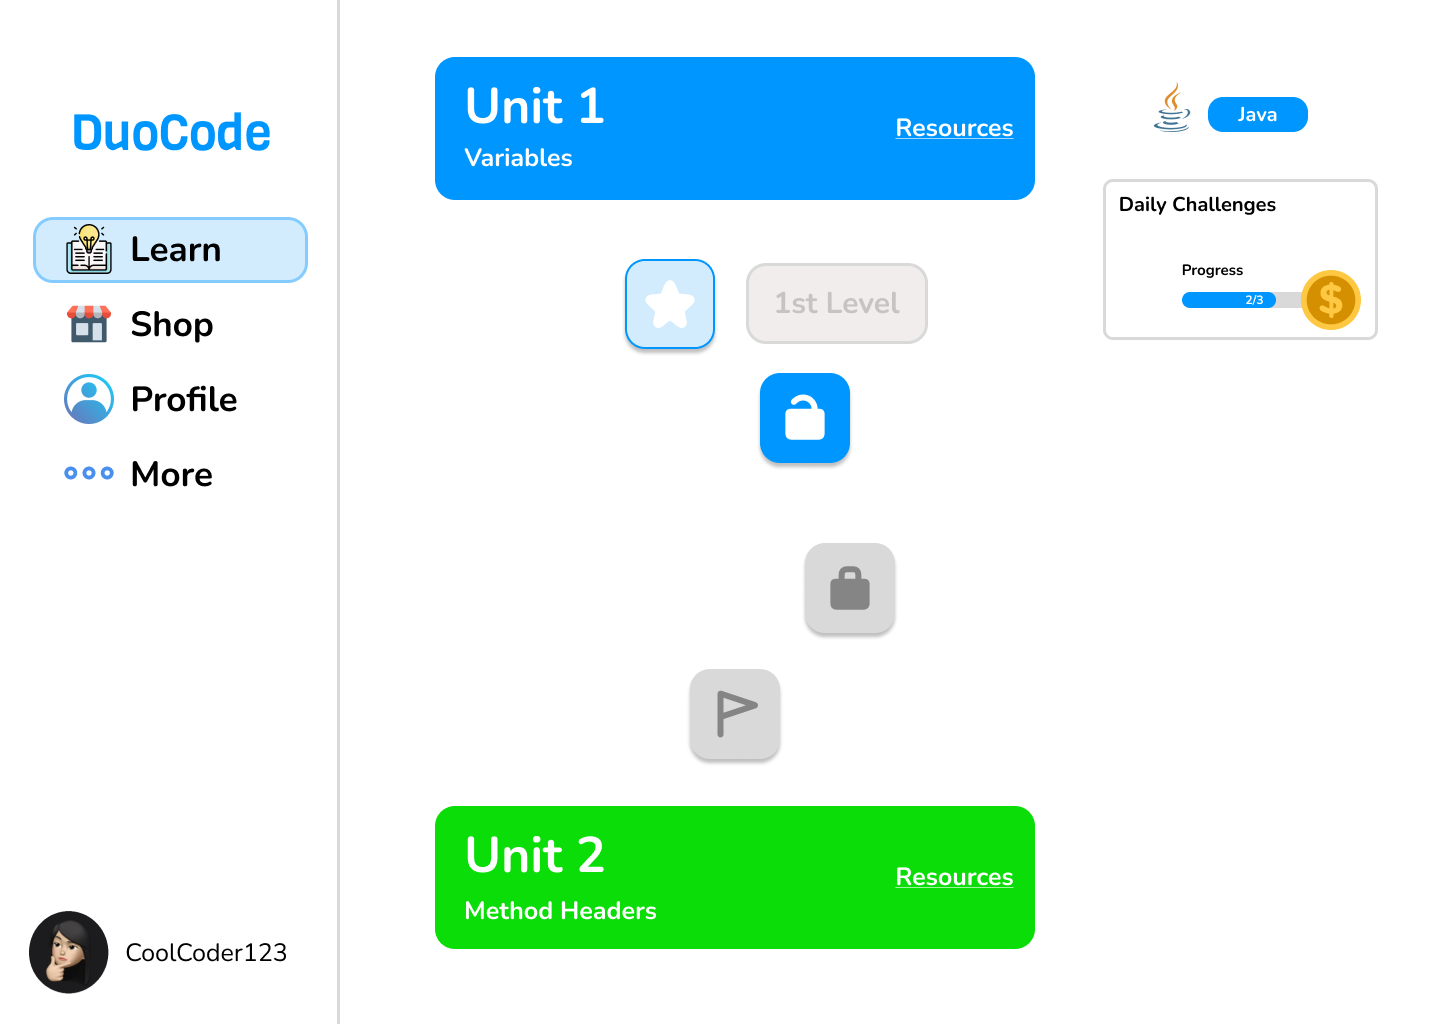 DuoCode
Learn
Shop
Profile
More
CoolCoder123
Unit 1
Variables
Resources
1st Level
Unit 2
Method Headers
Resources
Java
Daily Challenges
Progress
2/3
$